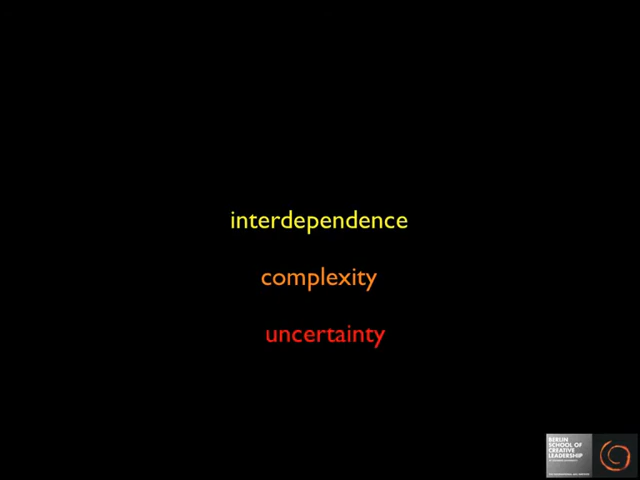 interdependence
complexity
uncertainty
BERLIN
SCHOOL OF
CREATIVE
LEADERSHIP